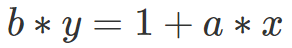 b * y = 1 + a * x